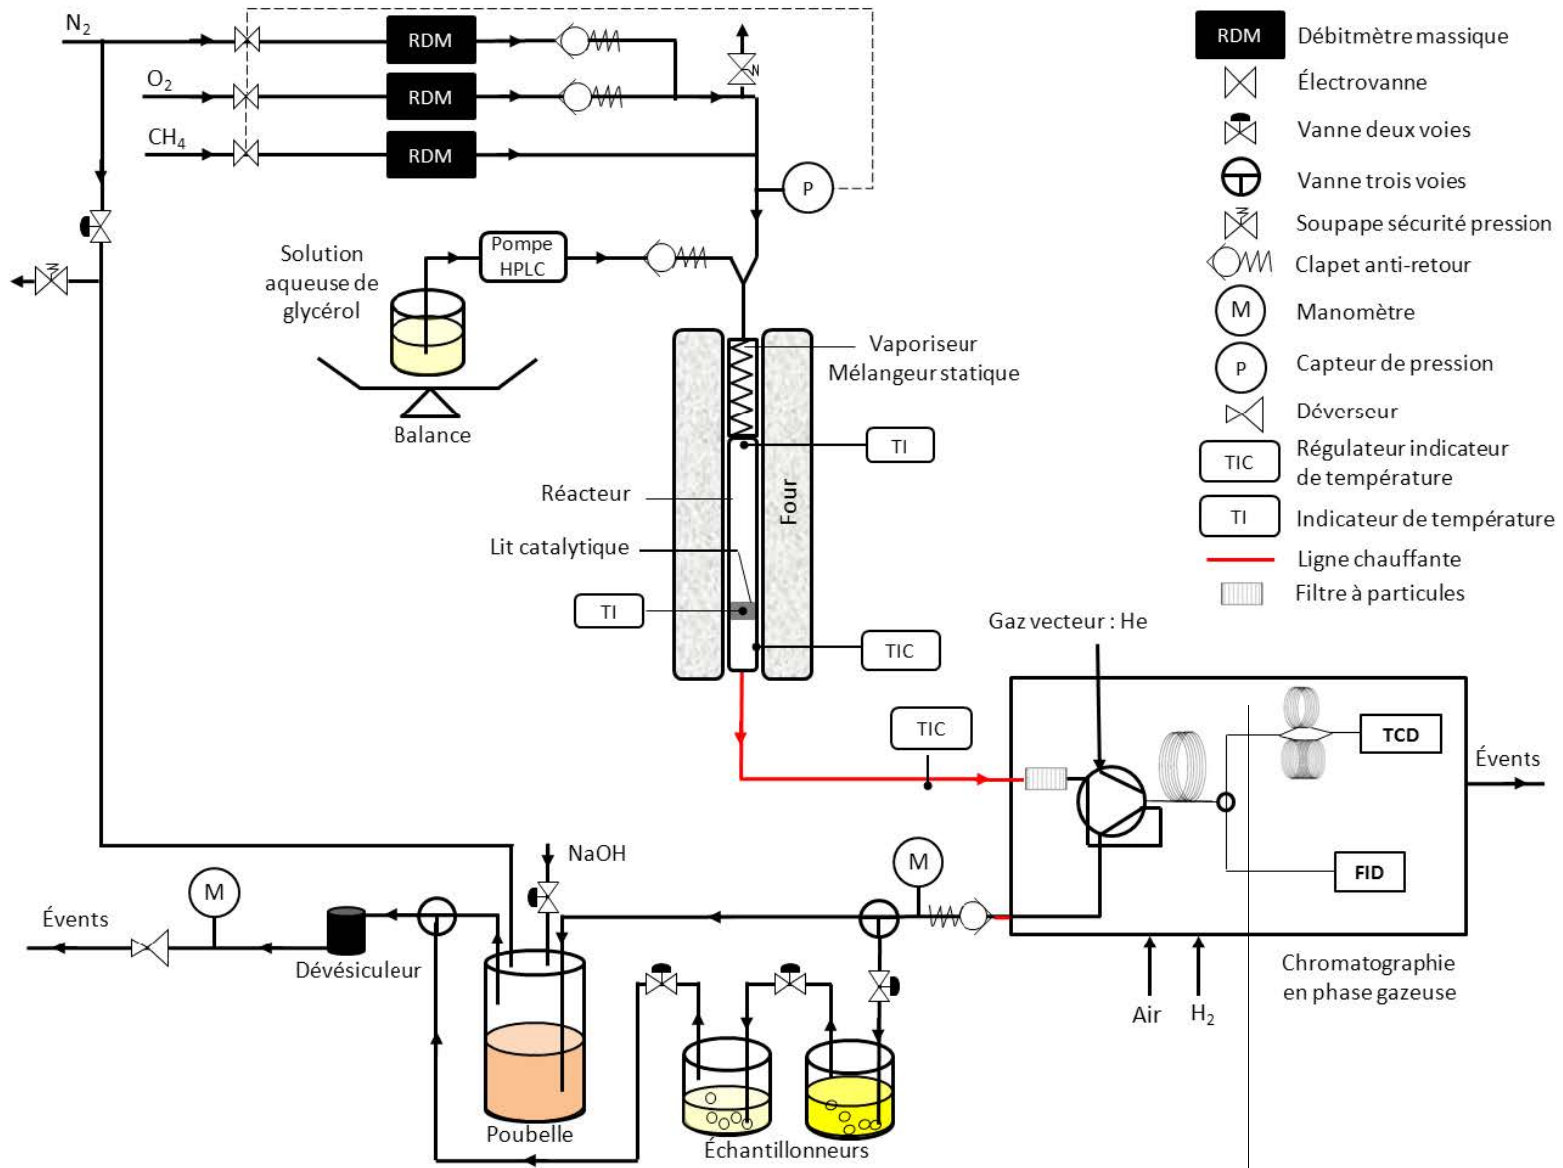 N2
RDM
O2
RDM
CH4
RDM
P
Solution
aqueuse de
glycérol
Pompe
HPLC
Balance
Vaporiseur
Mélangeur statique
TI
Réacteur
Four
Lit catalytique
TI
TIC
TIC
RDM
Débitmètre massique
Électrovanne
Vanne deux voies
Vanne trois voies
Soupape sécurité pression
Clapet anti-retour
M
Manomètre
P
Capteur de pression
Déverseur
TIC
Régulateur indicateur
de température
TI
Indicateur de température
Ligne chauffante
Filtre à particules
Gaz vecteur : He
TCD
FID
Évents
Air
H2
Chromatographie
en phase gazeuse
M
NaOH
M
Évents
Dévésiculeur
Poubelle
Échantillonneurs